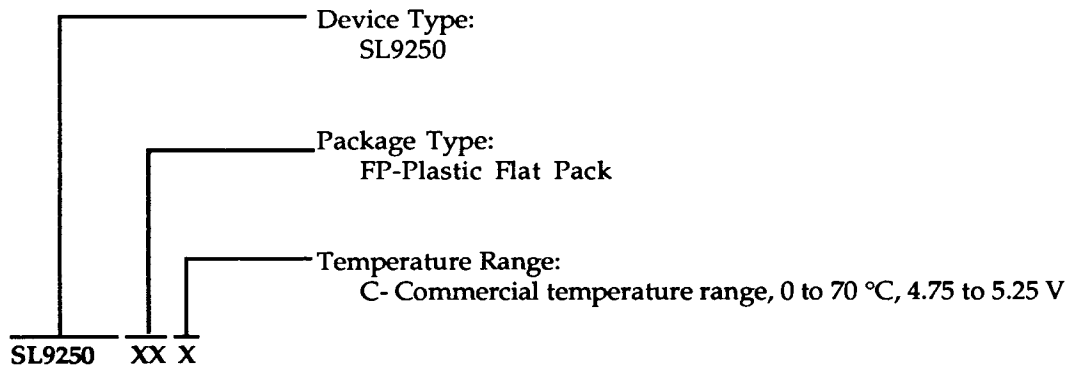 Device Type:
SL9250
Package Type:
FP-Plastic Flat Pack
Temperature Range:
C- Commercial temperature range, 0 to 70 °C, 4.75 to 5.25 V
SL9250 XX X